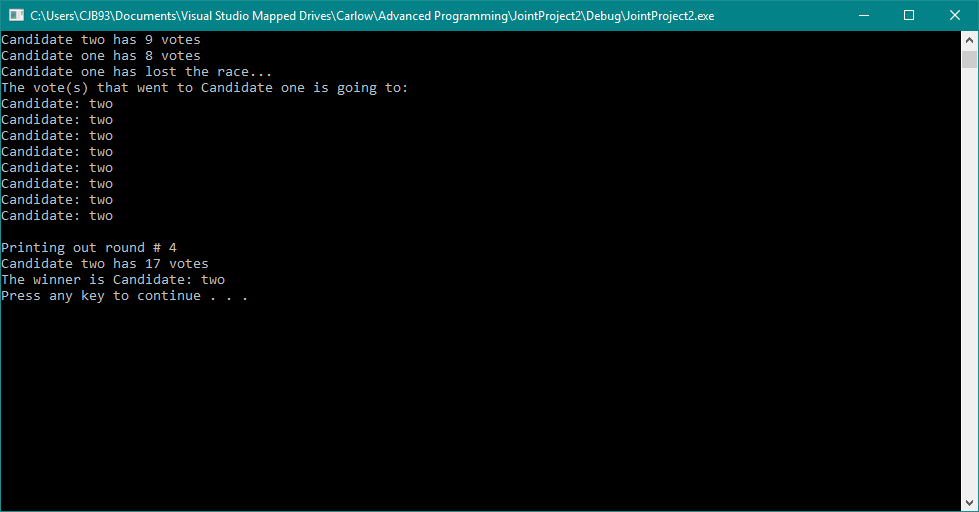 C:\Users\CJB93\Documents\Visual Studio Mapped Drives\Carlow\Advanced Programming\JointProject2\Debug\JointProject2.exe
Candidate two has 9 votes
Candidate one has 8 votes
Candidate one has lost the race...
The vote(s) that went to Candidate one is going to:
Candidate: two
Candidate: two
Candidate: two
Candidate: two
Candidate: two
Candidate: two
Candidate: two
Candidate: two
Printing out round # 4
Candidate two has 17 votes
The winner is Candidate: two
Press any key to continue . . .